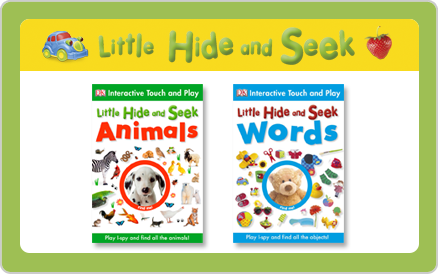 Little Hide and Seek
DK Interactive Touch and Play
Little Hide and Seek
Animals
Play I-spy and find all the animals!
DK Interactive Touch and Play
Little Hide and Seek
Words
Play I-spy and find all the objects!